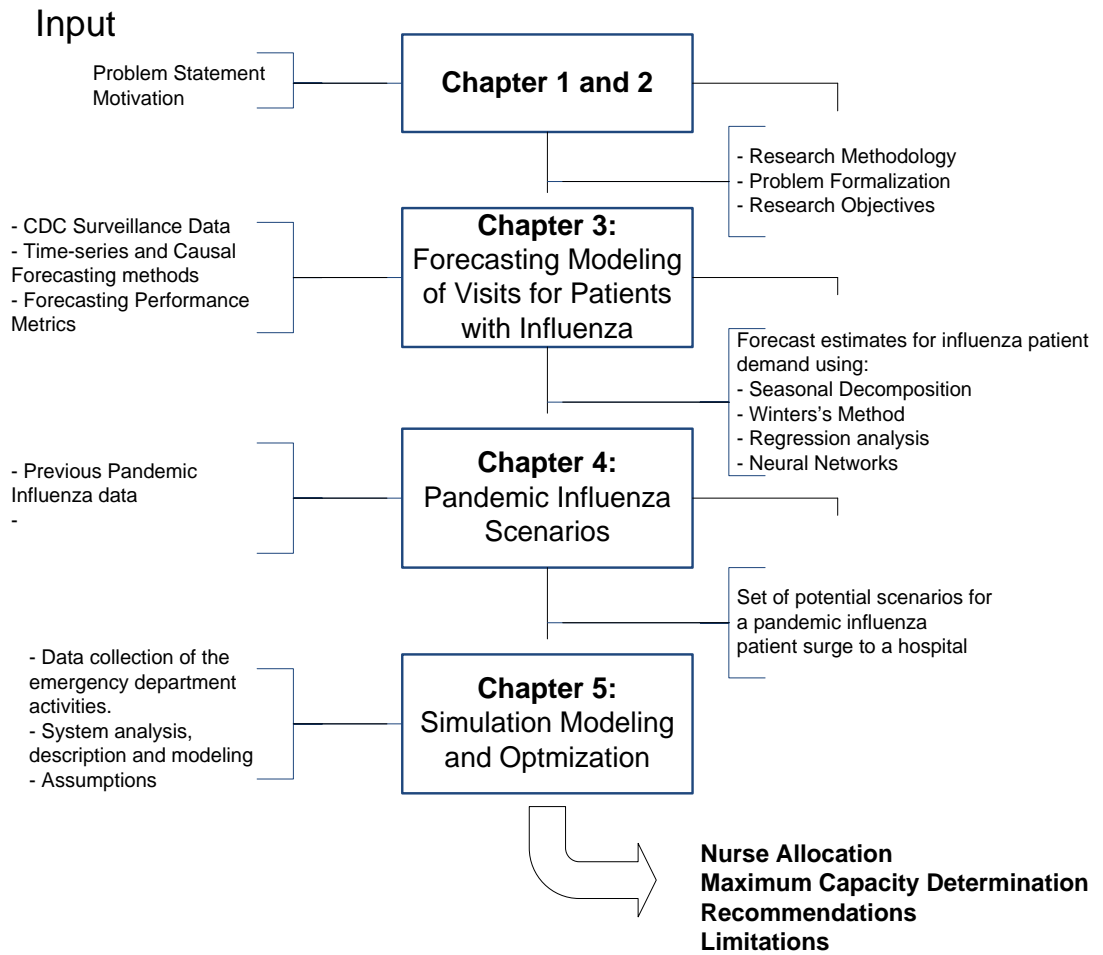 Input
Problem Statement
Motivation
Chapter 1 and 2
- Research Methodology
- Problem Formalization
- Research Objectives
- CDC Surveillance Data
- Time-series and Causal
Forecasting methods
- Forecasting Performance
Metrics
Chapter 3:
Forecasting Modeling
of Visits for Patients
with Influenza
Forecast estimates for influenza patient
demand using:
- Seasonal Decomposition
- Winters's Method
- Regression analysis
- Neural Networks
- Previous Pandemic
Influenza data
-
Chapter 4:
Pandemic Influenza
Scenarios
Set of potential scenarios for
a pandemic influenza
patient surge to a hospital
- Data collection of the
emergency department
activities.
- System analysis,
description and modeling
- Assumptions
Chapter 5:
Simulation Modeling
and Optmization
Nurse Allocation
Maximum Capacity Determination
Recommendations
Limitations